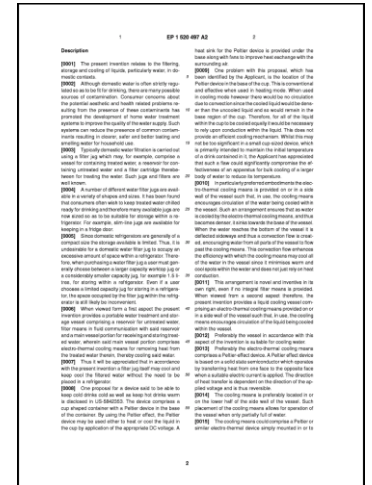 1
EP 1 520 497 A2
2
Description
[0001] The present invention relates to the filtering,
storage and cooling of liquids, particularly water, in do-
mestic contexts.
[0002] Although domestic water is often strictly regu-
lated so as to be fit for drinking, there are many possible
sources of contamination. Consumer concerns about
the potential aesthetic and health related problems re-
sulting from the presence of these contaminants has
promoted the development of home water treatment
systems to improve the quality of the water supply. Such
systems can reduce the presence of common contam-
inants resulting in clearer, safer and better tasting and
smelling water for household use.
[0003] Typically domestic water filtration is carried out
using a filter jug which may, for example, comprise a
vessel for containing treated water, a reservoir for con-
taining untreated water and a filter cartridge therebe-
tween for treating the water. Such jugs and filters are
well known.
[0004] A number of different water filter jugs are avail-
able in a variety of shapes and sizes. It has been found
that consumers often wish to keep treated water chilled
ready for drinking and therefore many available jugs are
now sized so as to be suitable for storage within a re-
frigerator. For example, slim-line jugs are available for
keeping in a fridge door.
[0005] Since domestic refrigerators are generally of a
compact size the storage available is limited. Thus, it is
undesirable for a domestic water filter jug to occupy an
excessive amount of space within a refrigerator. There-
fore, when purchasing a water filter jug a user must gen-
erally choose between a larger capacity worktop jug or
a considerably smaller capacity jug, for example 1.5 lit-
res, for storing within a refrigerator. Even if a user
chooses a limited capacity jug for storing in a refrigera-
tor, the space occupied by the filter jug within the refrig-
erator is still likely be inconvenient.
[0006] When viewed form a first aspect the present
invention provides a portable water treatment and stor-
age vessel comprising a reservoir for untreated water,
filter means in fluid communication with said reservoir
and a main vessel portion for receiving and storing treat-
ed water, wherein said main vessel portion comprises
electro-thermal cooling means for removing heat from
the treated water therein, thereby cooling said water.
[0007] Thus it will be appreciated that in accordance
with the present invention a filter jug itself may cool and
keep cool the filtered water without the need to be
placed in a refrigerator.
[0008] One proposal for a device said to be able to
keep cold drinks cold as well as keep hot drinks warm
is disclosed in US 5842353. The device comprises a
cup shaped container with a Peltier device in the base
of the container. By using the Peltier effect, the Peltier
device may be used either to heat or cool the liquid in
the cup by application of the appropriate DC voltage. A
heat sink for the Peltier device is provided under the
base along with fans to improve heat exchange with the
surrounding air.
[0009] One problem with this proposal, which has
been identified by the Applicant, is the location of the
Peltier device in the base of the cup. This is conventional
and effective when used in heating mode. When used
in cooling mode however there would be no circulation
due to convection since the cooled liquid would be dens-
er than the uncooled liquid and so would remain in the
base region of the cup. Therefore, for all of the liquid
within the cup to be cooled equally it would be necessary
to rely upon conduction within the liquid. This does not
provide an efficient cooling mechanism. Whilst this may
not be too significant in a small cup sized device, which
is primarily intended to maintain the initial temperature
of a drink contained in it, the Applicant has appreciated
that such a flaw could significantly compromise the ef-
fectiveness of an apparatus for bulk cooling of a larger
body of water to reduce its temperature.
[0010] In particularly preferred embodiments the elec-
tro-thermal cooling means is provided on or in a side
wall of the vessel such that, in use, the cooling means
encourages circulation of the water being cooled within
the vessel. Such an arrangement ensures that as water
is cooled by the electro-thermal cooling means, and thus
becomes denser, it sinks towards the base of the vessel.
When the water reaches the bottom of the vessel it is
deflected sideways and thus a convection flow is creat-
ed, encouraging water from all parts of the vessel to flow
past the cooling means. This convection flow enhances
the efficiency with which the cooling means may cool all
of the water in the vessel since it minimises warm and
cool spots within the water and does not just rely on heat
conduction.
[0011] This arrangement is novel and inventive in its
own right, even if no integral filter means is provided.
When viewed from a second aspect therefore, the
present invention provides a liquid cooling vessel com-
prising an electro-thermal cooling means provided on or
in a side wall of the vessel such that, in use, the cooling
means encourages circulation of the liquid being cooled
within the vessel.
[0012] Preferably the vessel in accordance with this
aspect of the invention is suitable for cooling water.
[0013] Preferably the electro-thermal cooling means
comprises a Peltier-Effect device. A Peltier effect device
is based on a solid state semiconductor which operates
by transferring heat from one face to the opposite face
when a suitable electric current is applied. The direction
of heat transfer is dependent on the direction of the ap-
plied voltage and is thus reversible.
[0014] The cooling means is preferably located in or
on the lower half of the side wall of the vessel. Such
placement of the cooling means allows for operation of
the vessel when only partially full of water.
[0015] The cooling means could comprise a Peltier or
similar electro-thermal device simply mounted in or to
2